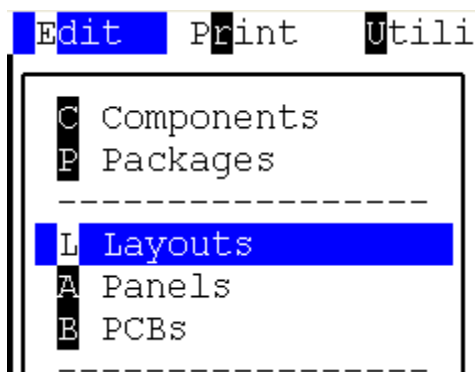 Edit Print Utili
C Components
P Packages
------------------
L Layouts
A Panels
B PCBs
------------------